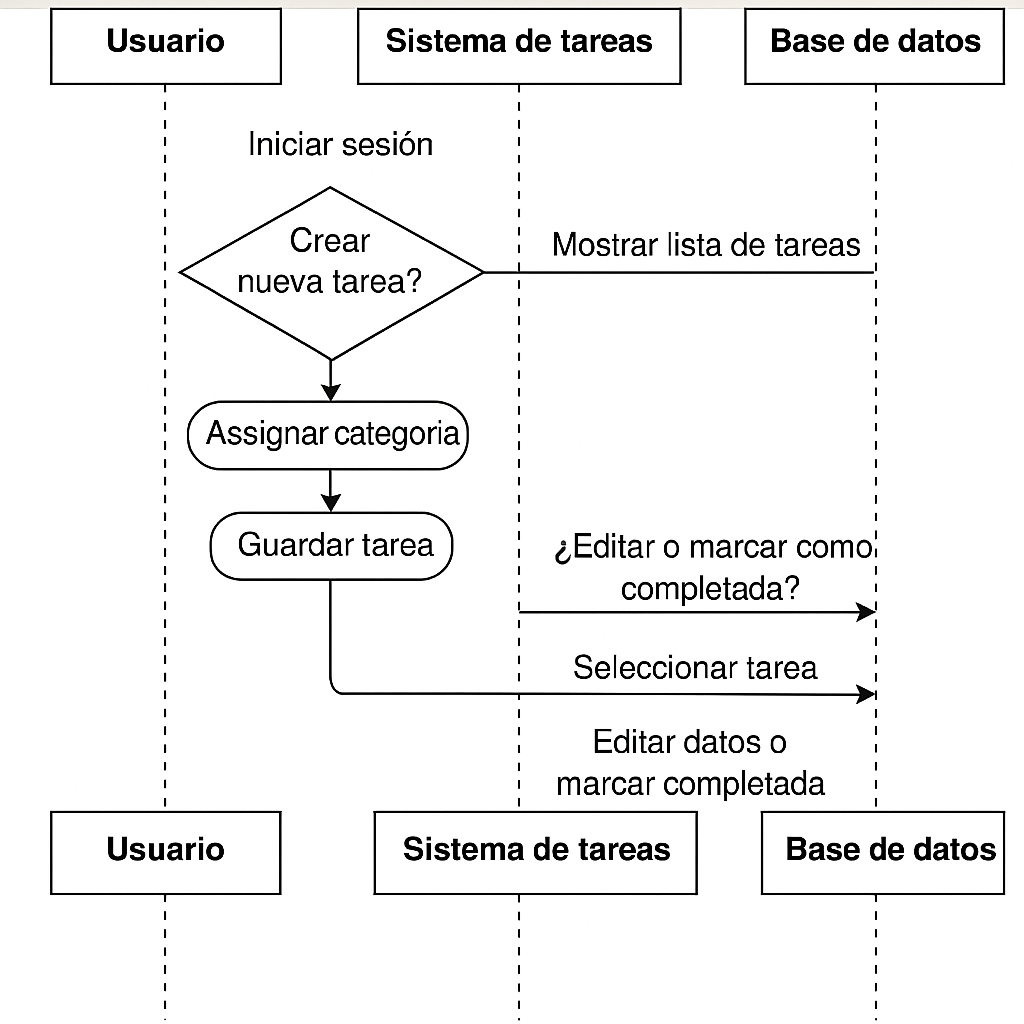 Usuario
Sistema de tareas
Base de datos
Iniciar sesión
Crear
nueva tarea?
Mostrar lista de tareas
Assignar categoria
Guardar tarea
¿Editar o marcar como
completada?
Seleccionar tarea
Editar datos o
marcar completada
Usuario
Sistema de tareas
Base de datos